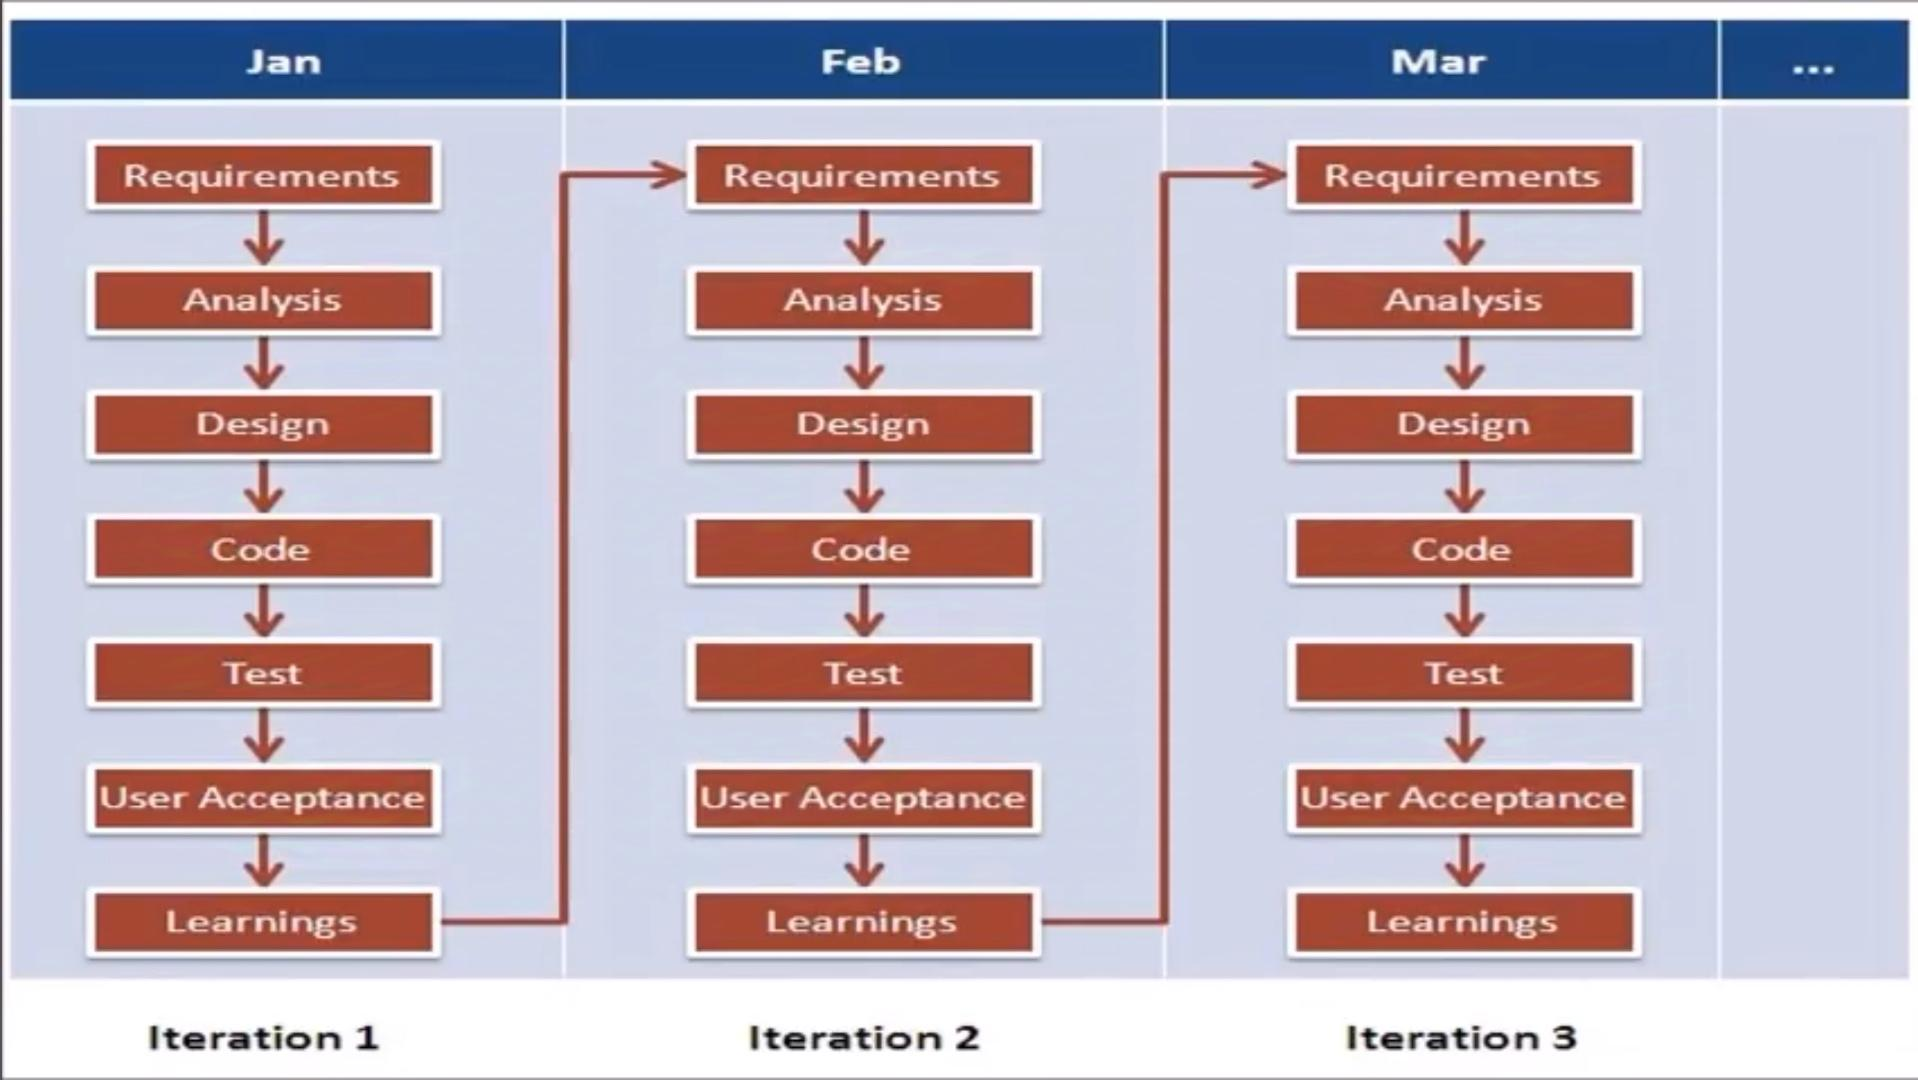 Jan
Feb
Mar
...
Requirements
Analysis
Design
Code
Test
User Acceptance
Learnings
Requirements
Analysis
Design
Code
Test
User Acceptance
Learnings
Requirements
Analysis
Design
Code
Test
User Acceptance
Learnings
Iteration 1
Iteration 2
Iteration 3